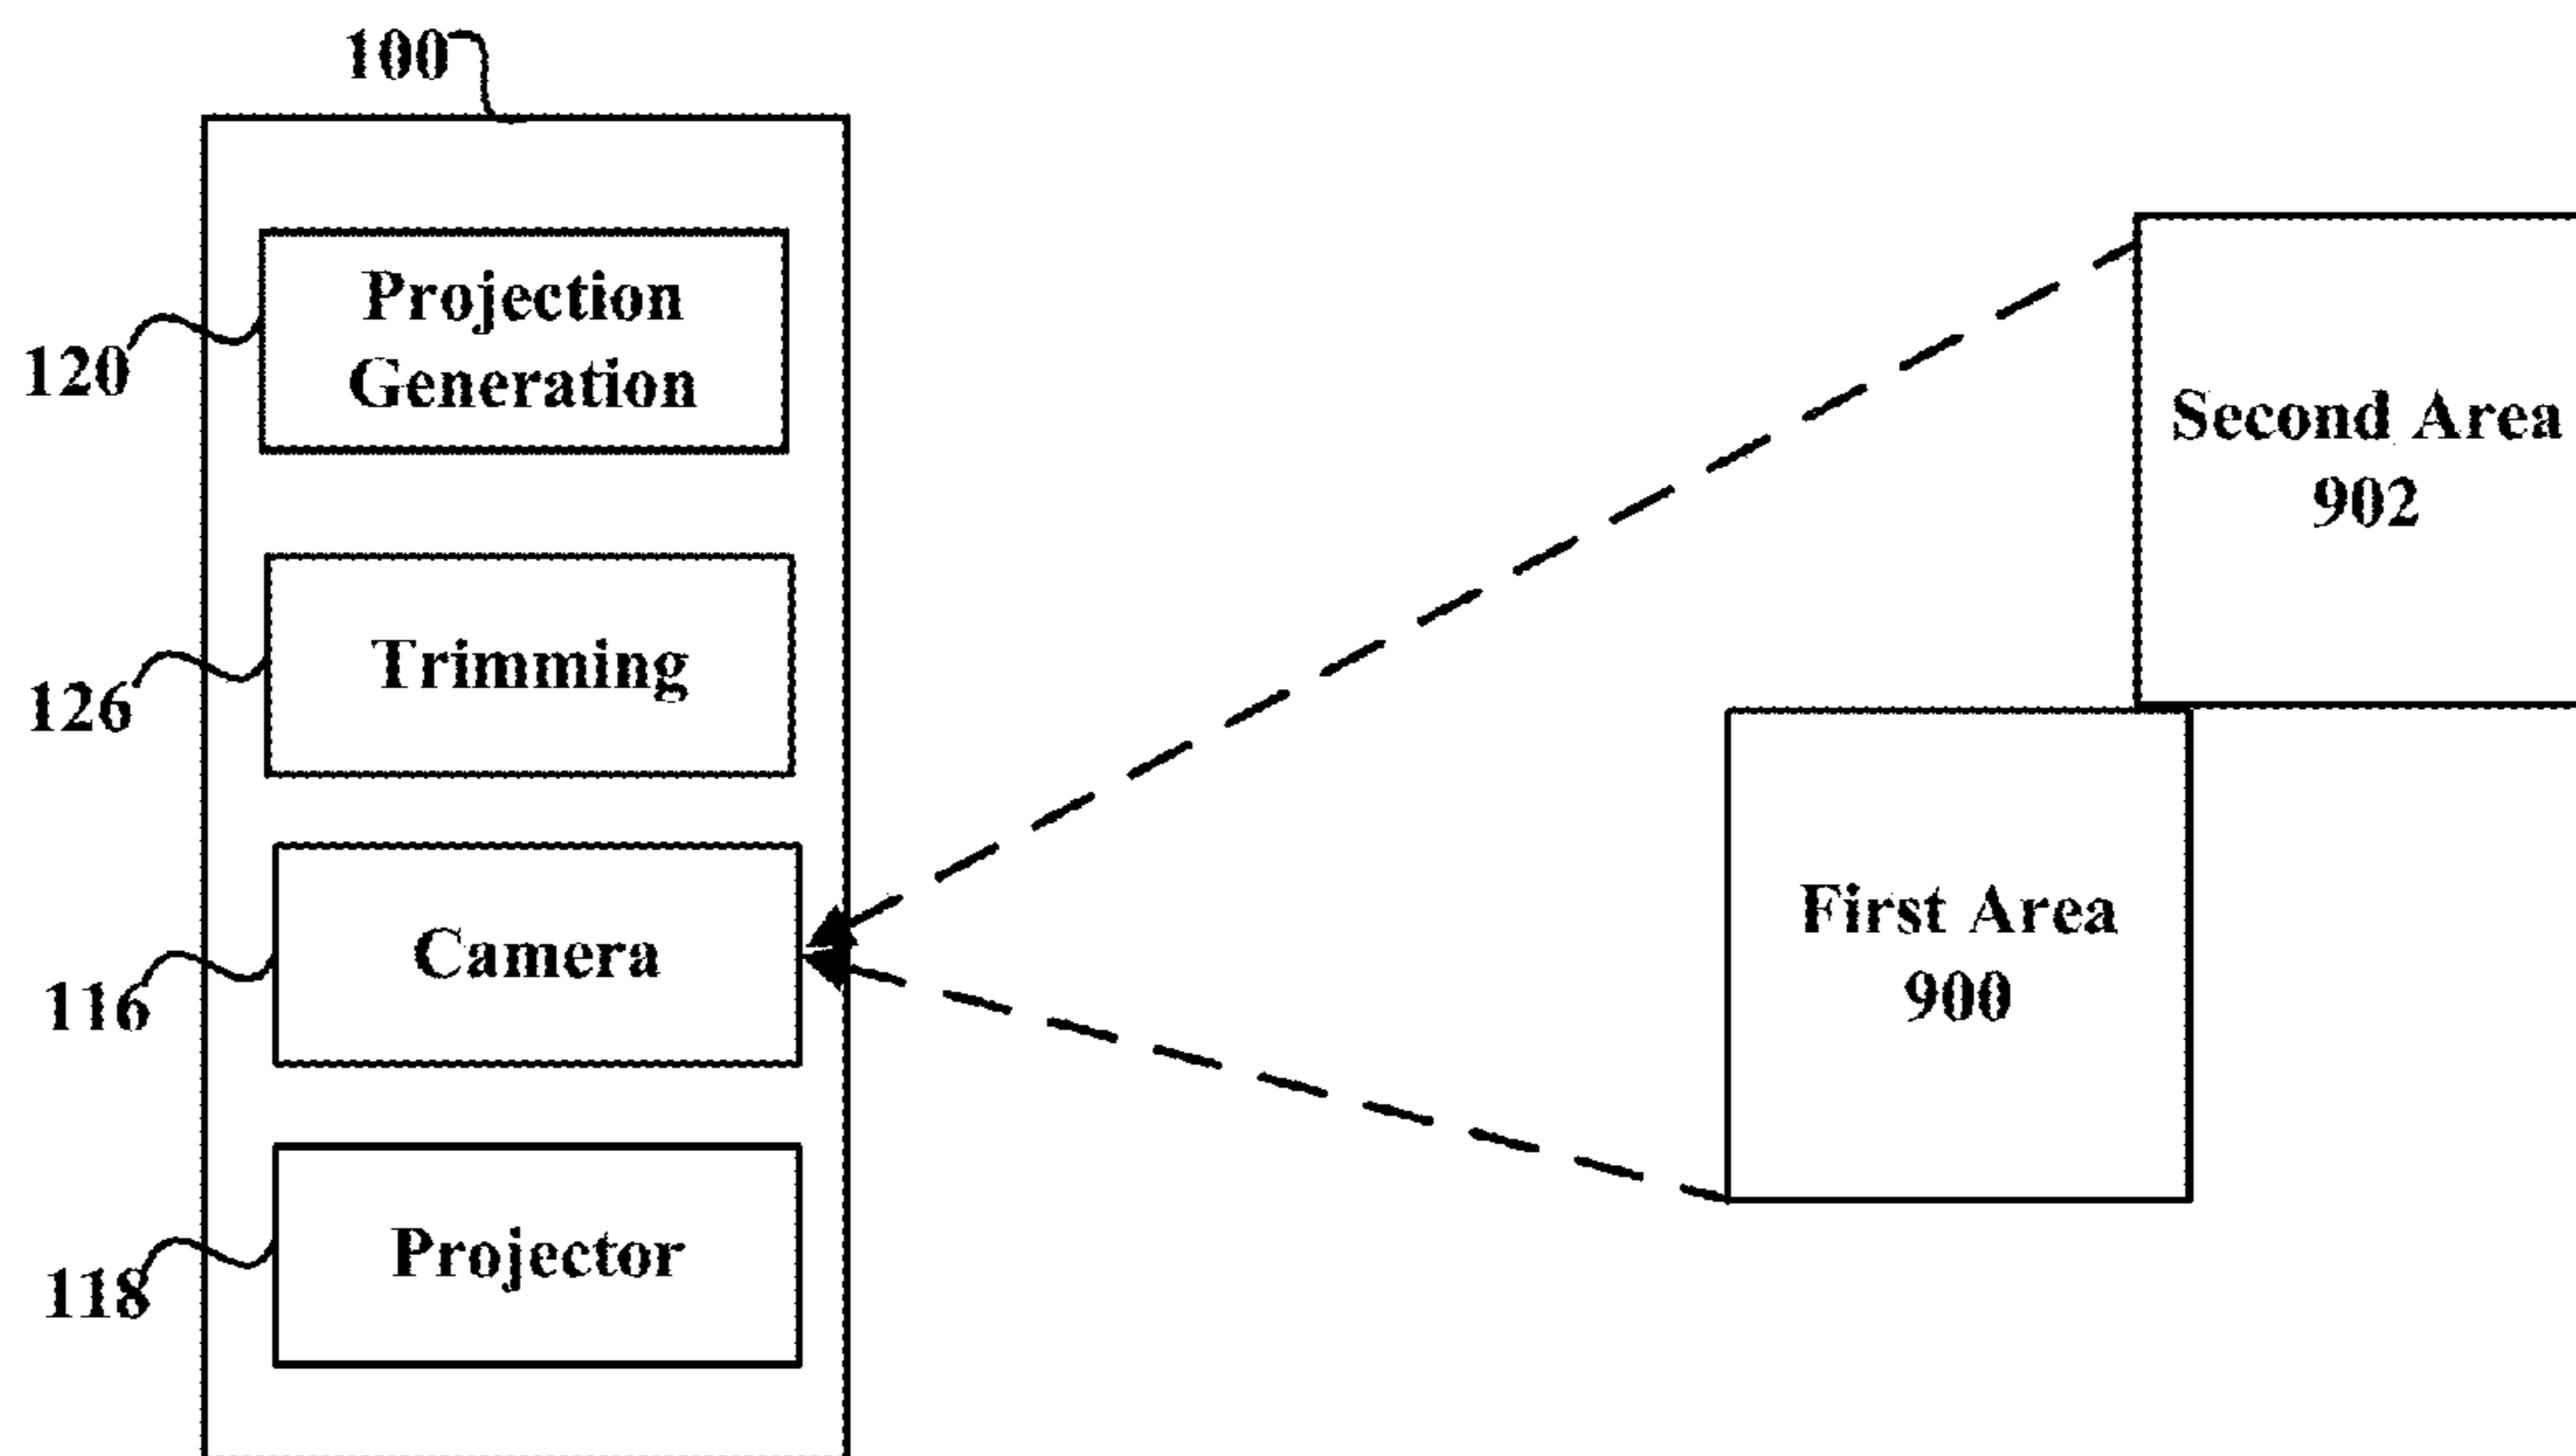 100
Projection
Generation
120
Second Area
902
Trimming
126
First Area
900
Camera
116
Projector
118